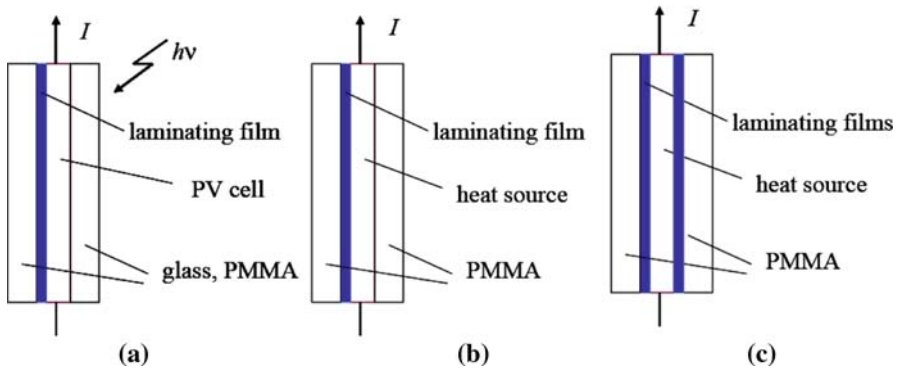 I
hν
laminating film
PV cell
glass, PMMA
(a)
I
laminating film
heat source
PMMA
(b)
I
laminating films
heat source
PMMA
(c)